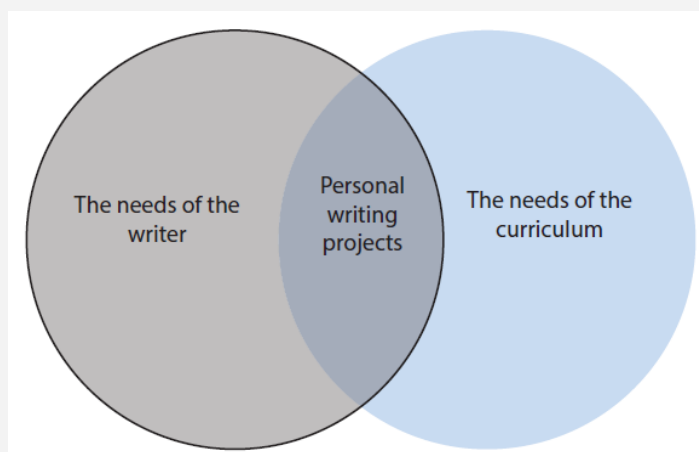 The needs of the
writer
Personal
writing
projects
The needs of the
curriculum